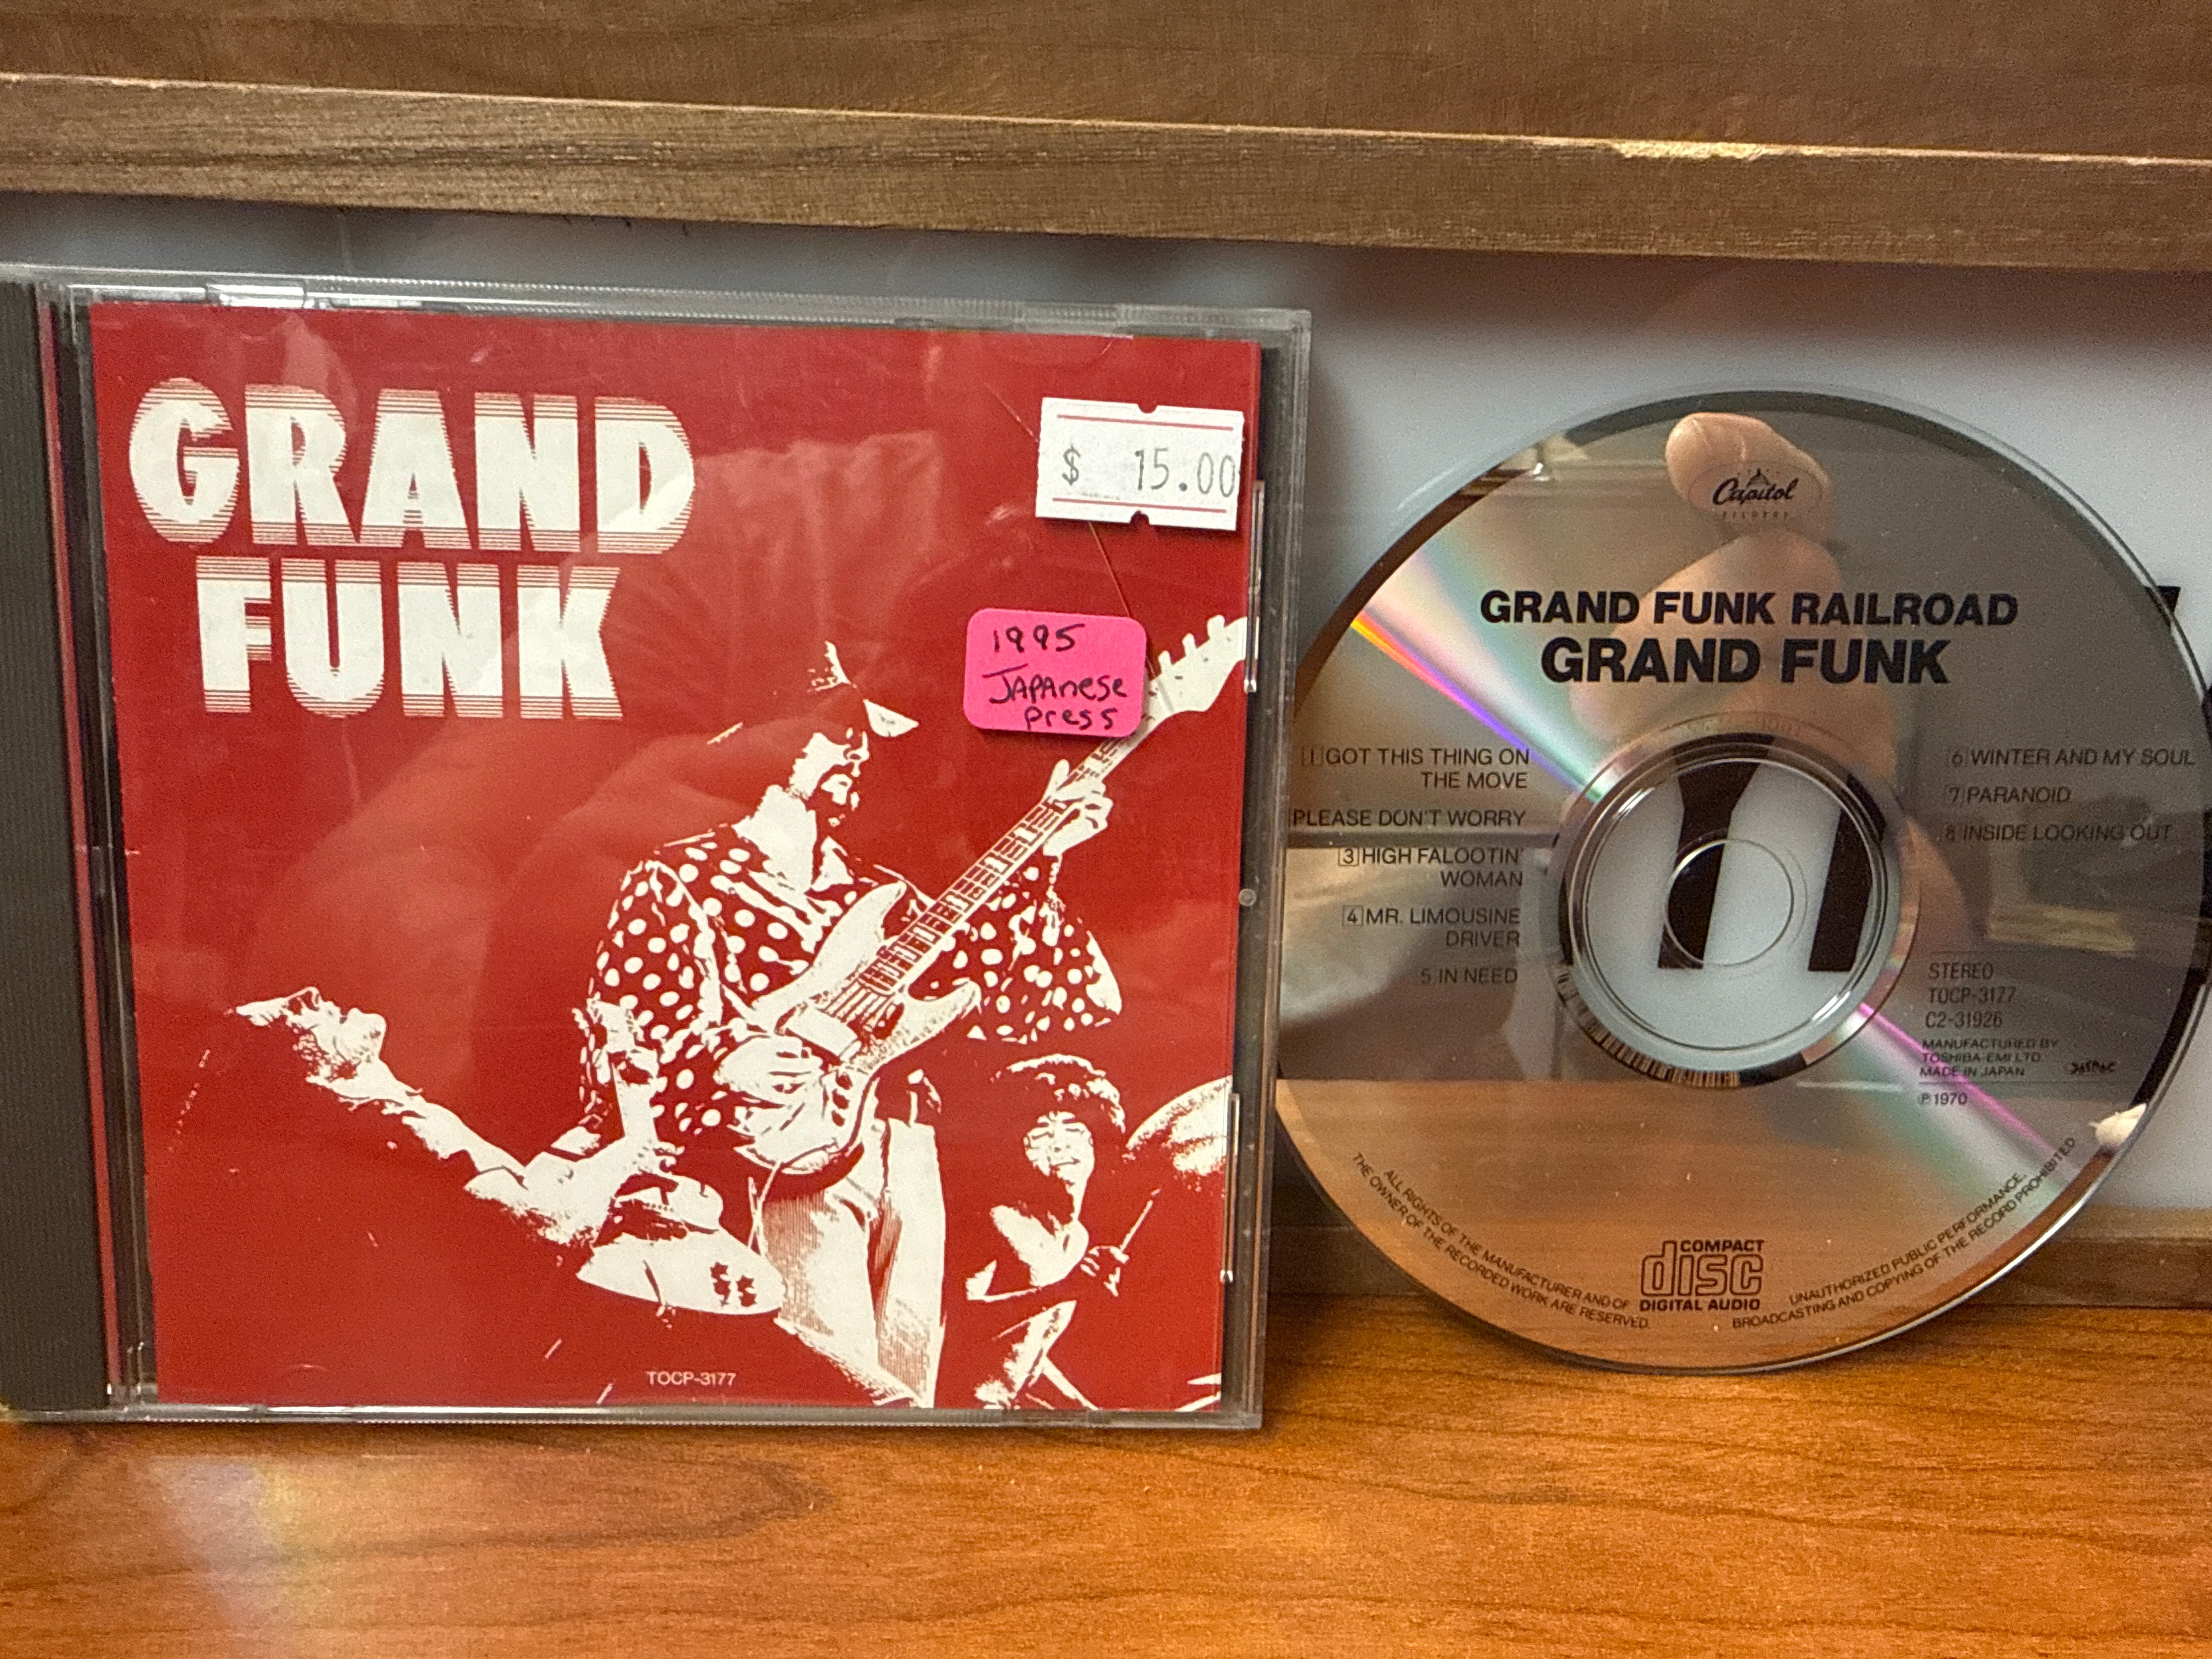 GRAND
FUNK
$ 15.00
1995
JAPAnese
press
TOCP-3177
Capitol
RECORDS
GRAND FUNK RAILROAD
GRAND FUNK
1 GOT THIS THING ON
THE MOVE
PLEASE DON'T WORRY
3 HIGH FALOOTIN'
WOMAN
4 MR. LIMOUSINE
DRIVER
5 IN NEED
6 WINTER AND MY SOUL
7 PARANOID
8 INSIDE LOOKING OUT
STEREO
TOCP-3177
C2-31926
MANUFACTURED BY
TOSHIBA-EMI LTD.
MADE IN JAPAN
JASRAC
℗ 1970
ALL RIGHTS OF THE MANUFACTURER AND OF
THE OWNER OF THE RECORDED WORK ARE RESERVED.
COMPACT
disc
DIGITAL AUDIO
UNAUTHORIZED PUBLIC PERFORMANCE,
BROADCASTING AND COPYING OF THE RECORD PROHIBITED